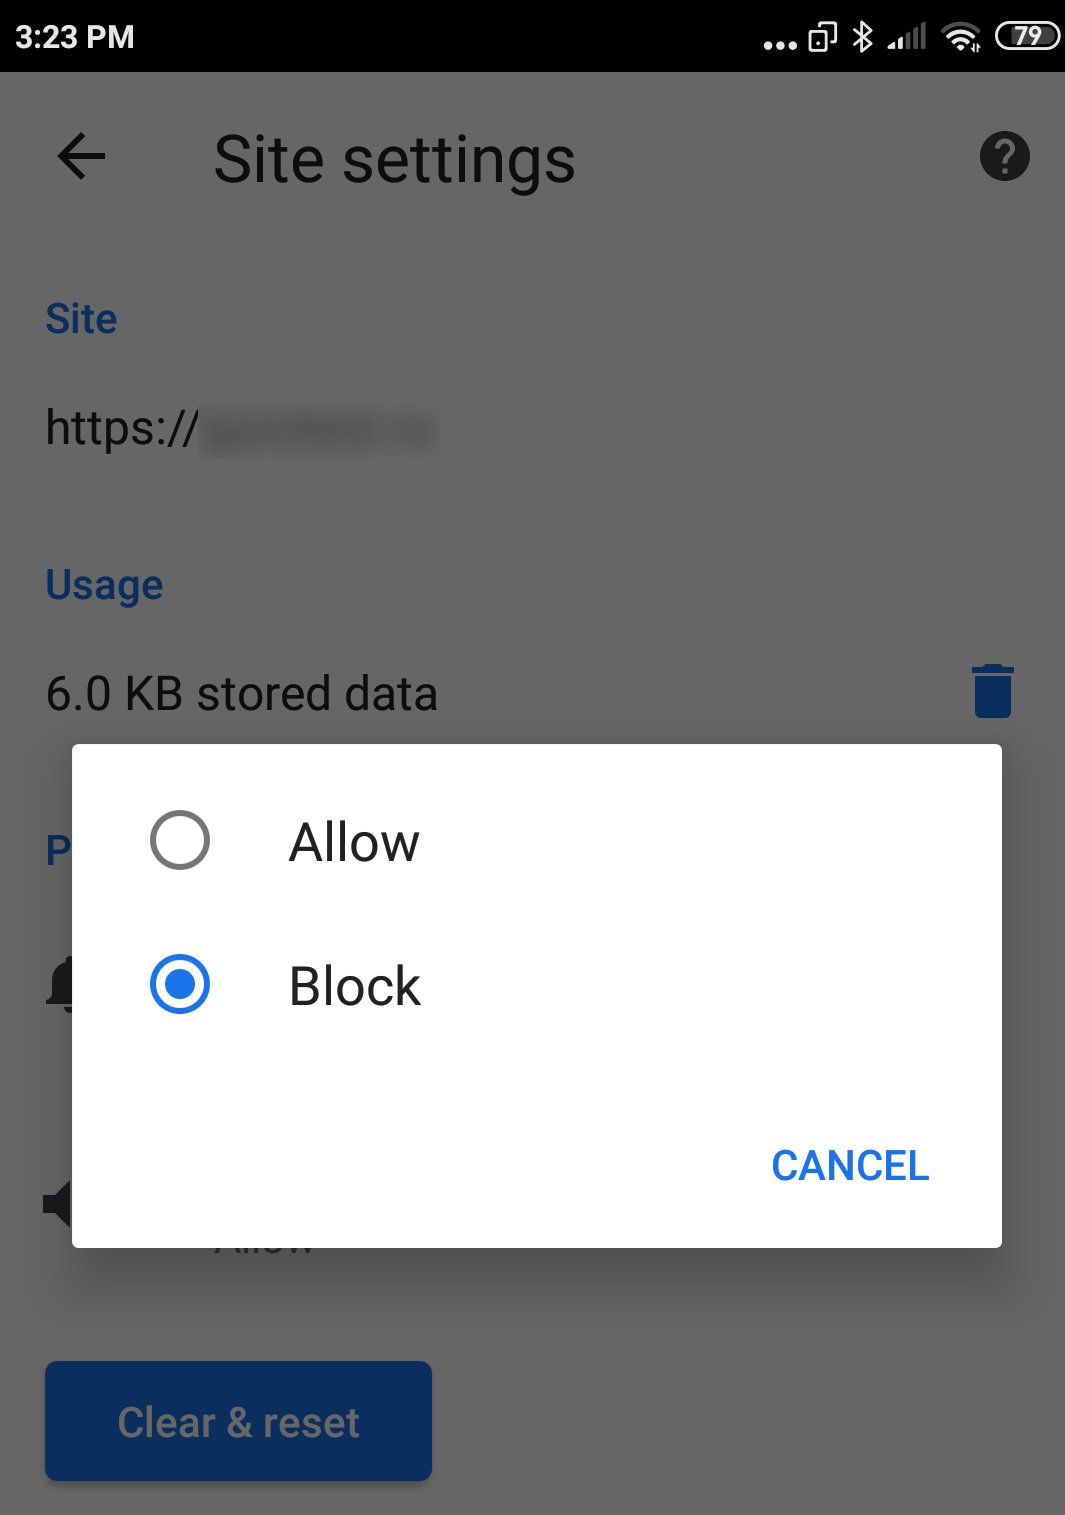 3:23 PM
79
Site settings
Site
https://
Usage
6.0 KB stored data
P
Allow
Block
CANCEL
Allow
Clear & reset